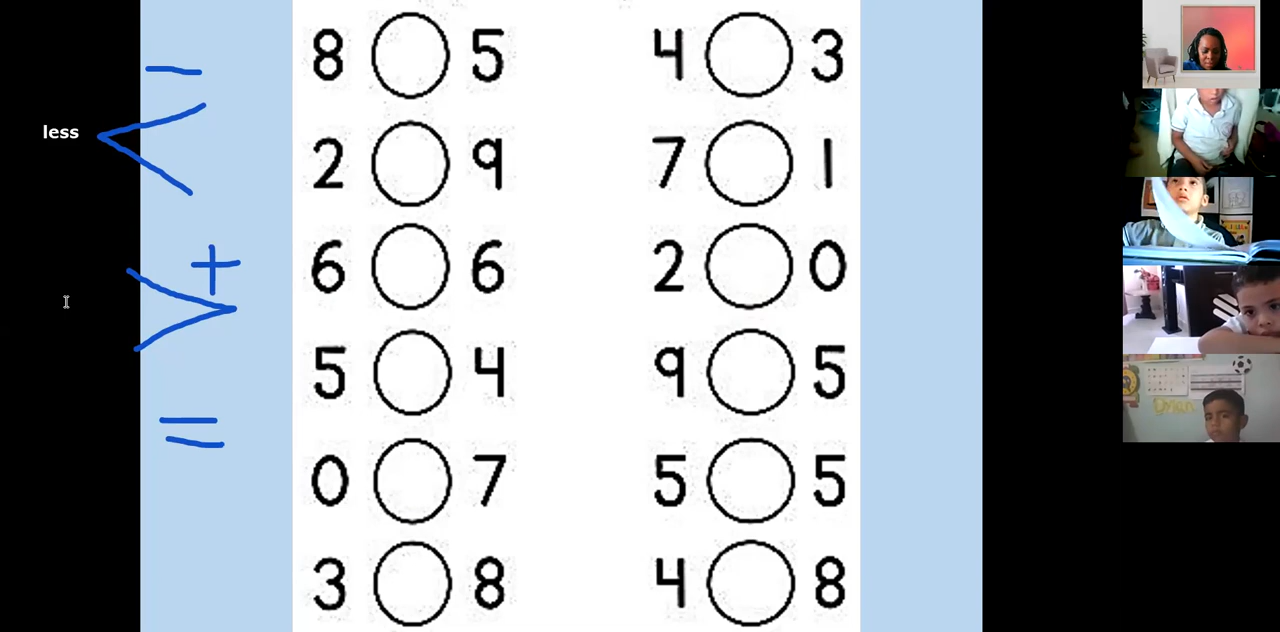 8 5 4 3
less
2 9 7 1
6 6 2 0
5 4 9 5
0 7 5 5
3 8 4 8
−
<
+
>
=